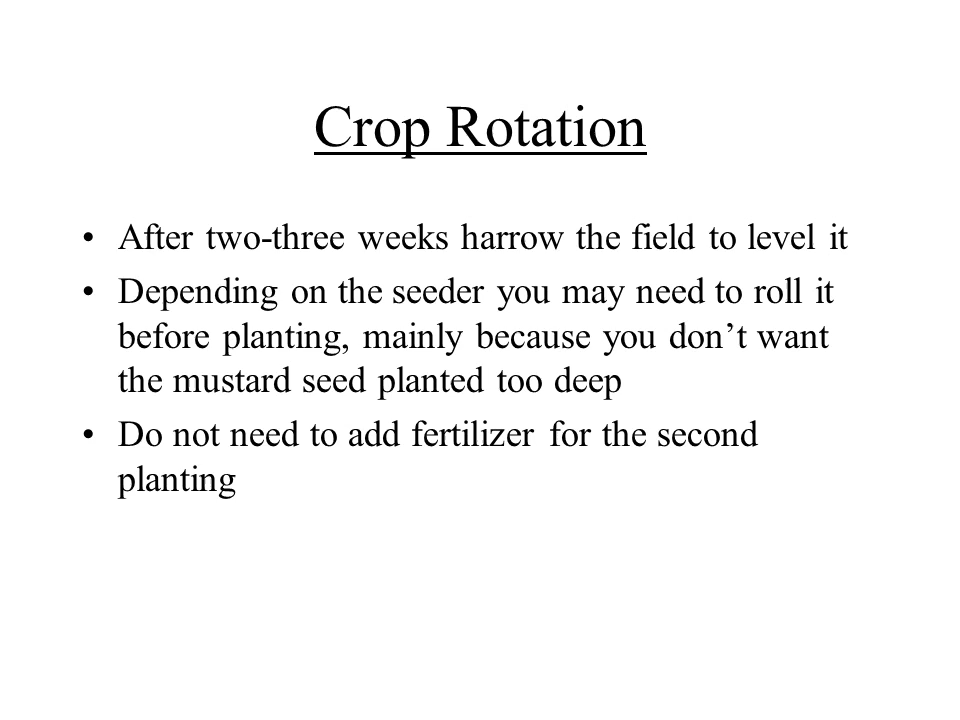 Crop Rotation
• After two-three weeks harrow the field to level it
• Depending on the seeder you may need to roll it
before planting, mainly because you don’t want
the mustard seed planted too deep
• Do not need to add fertilizer for the second
planting